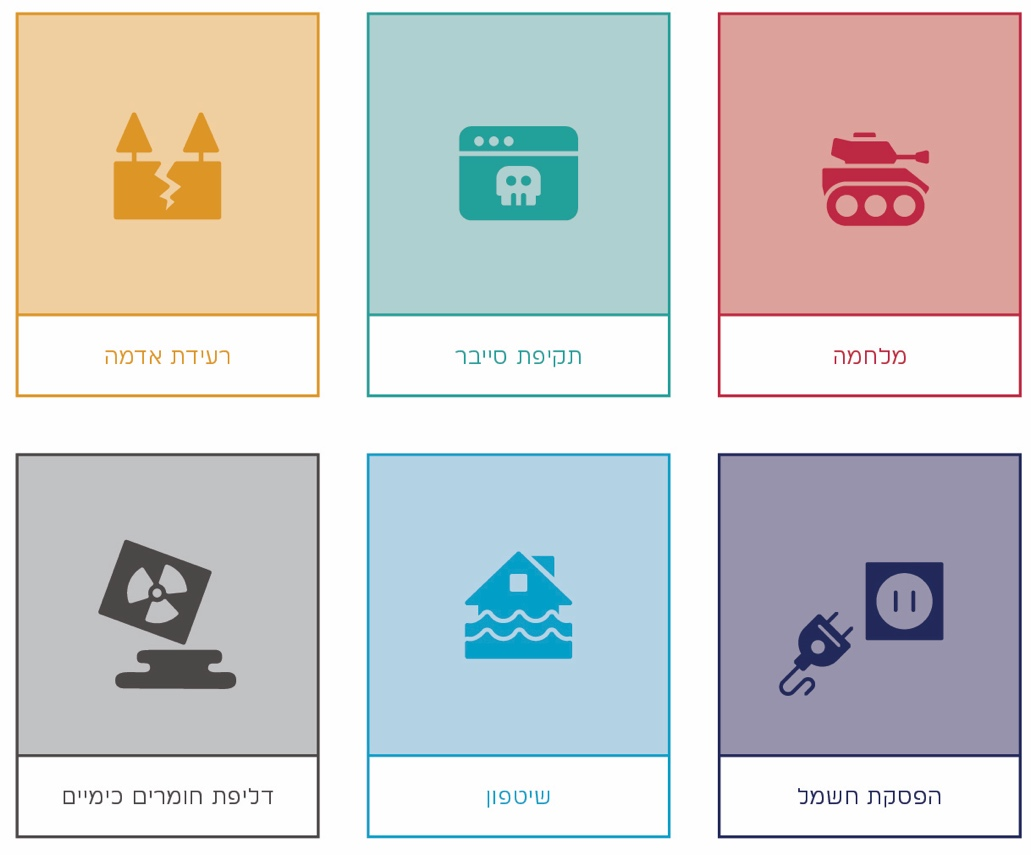 מלחמה
תקיפת סייבר
רעידת אדמה
הפסקת חשמל
שיטפון
דליפת חומרים כימיים